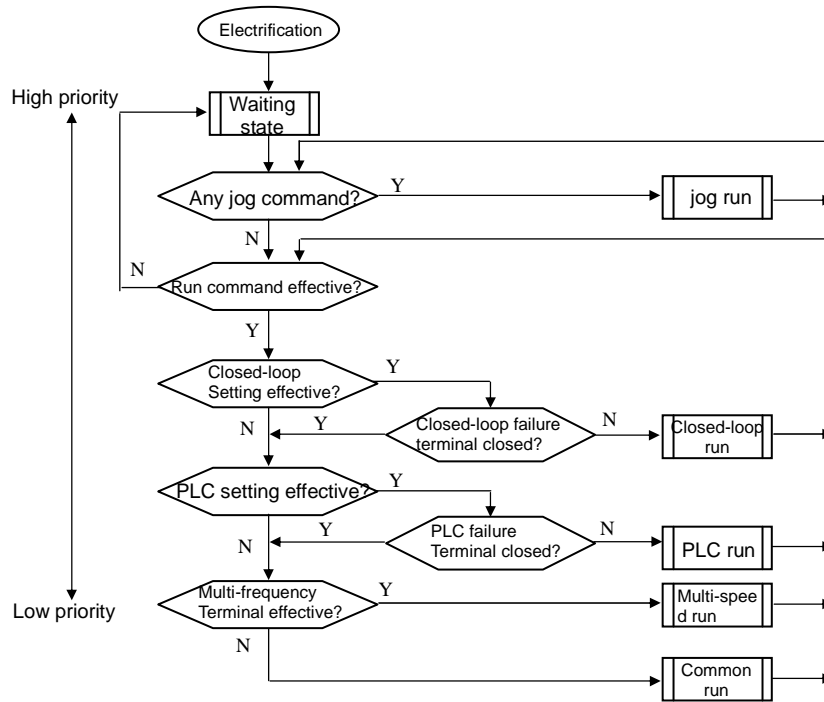 Electrification
High priority
Waiting
state
Any jog command?
Y
jog run
N
N
Run command effective?
Y
Closed-loop
Setting effective?
Y
N
Y
Closed-loop failure
terminal closed?
N
Closed-loop
run
PLC setting effective?
Y
N
Y
PLC failure
Terminal closed?
N
PLC run
Low priority
Multi-frequency
Terminal effective?
Y
Multi-spee
d run
N
Common
run